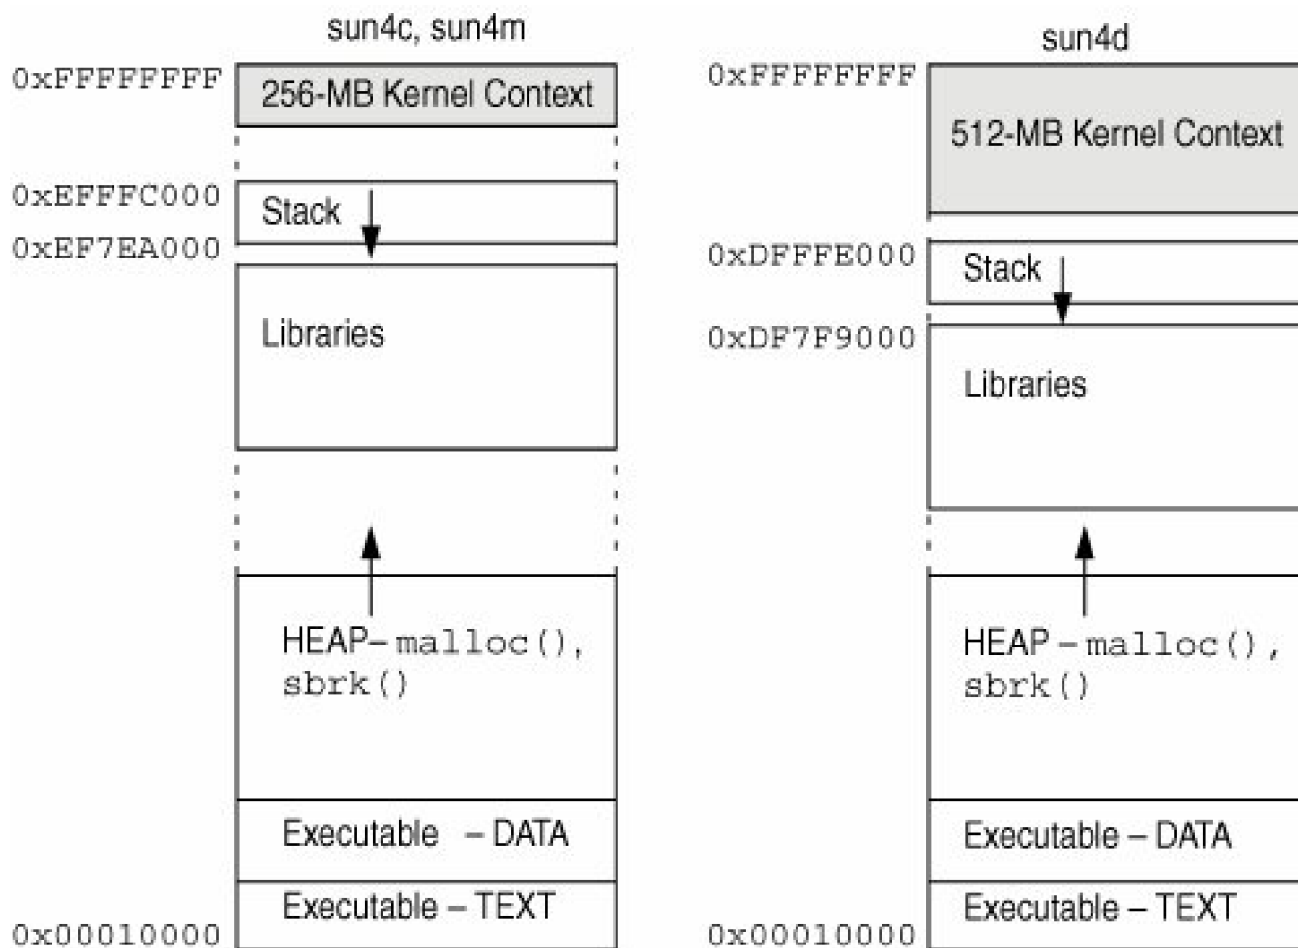 sun4c, sun4m
0xFFFFFFFF
256-MB Kernel Context
0xEFFFC000
Stack
0xEF7EA000
Libraries
HEAP– malloc(),
sbrk()
Executable – DATA
Executable – TEXT
0x00010000
sun4d
0xFFFFFFFF
512-MB Kernel Context
0xDFFFE000
Stack
0xDF7F9000
Libraries
HEAP – malloc(),
sbrk()
Executable – DATA
Executable – TEXT
0x00010000